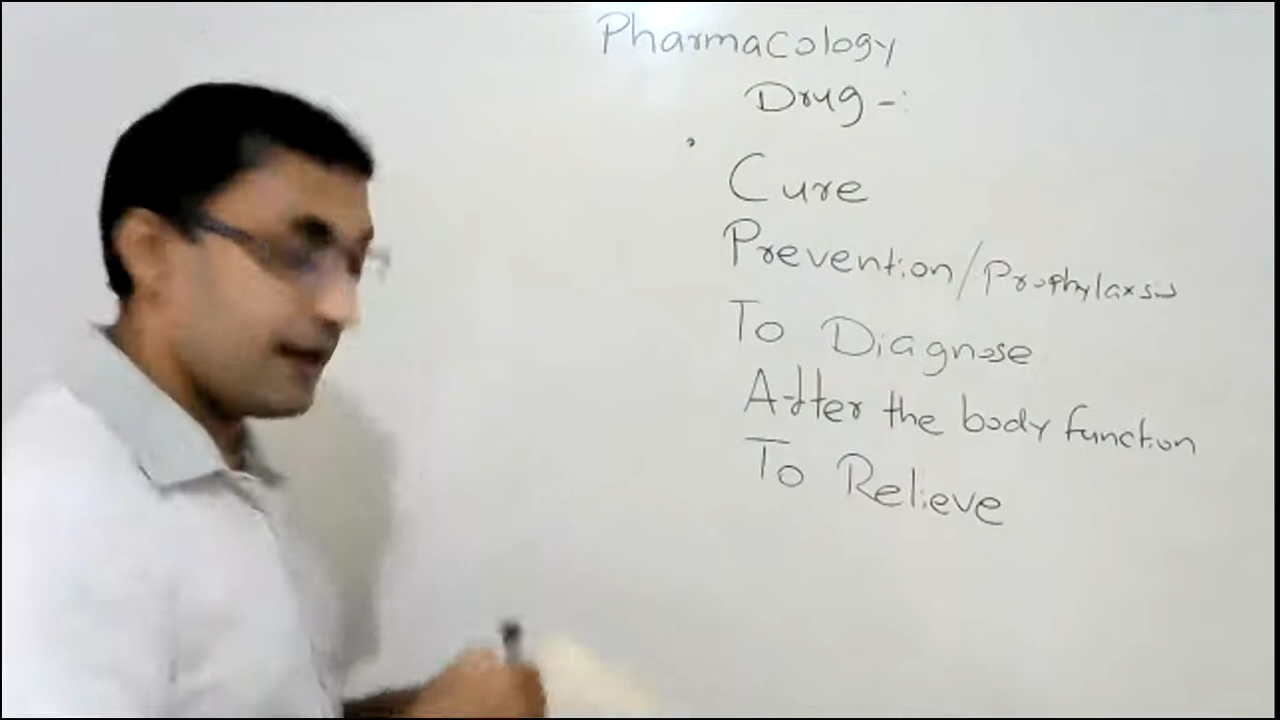 Pharmacology
Drug -:
Cure
Prevention/Prophylaxsis
To Diagnose
Alter the body function
To Relieve